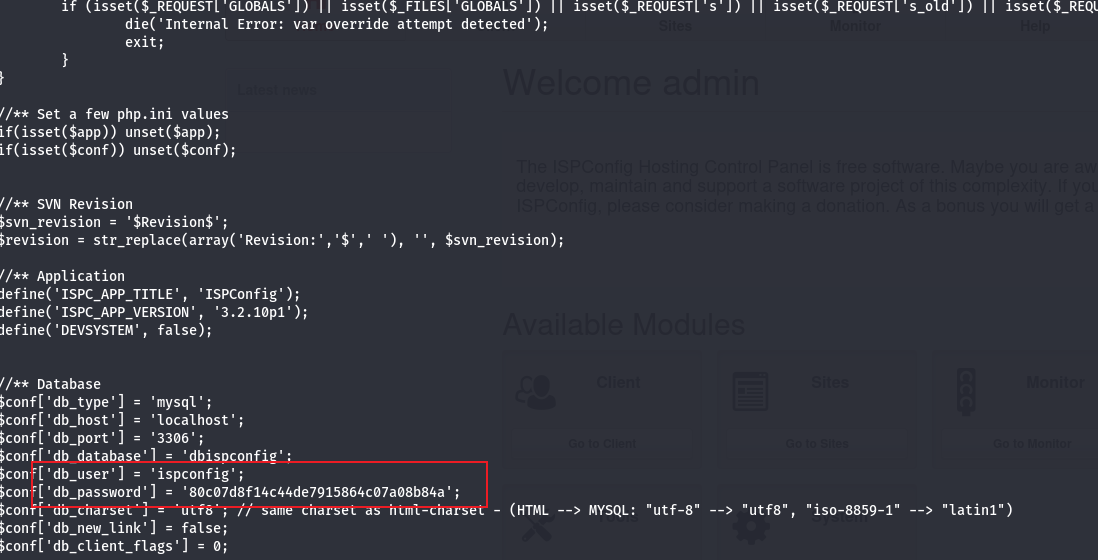 if (isset($_REQUEST['GLOBALS']) || isset($_FILES['GLOBALS']) || isset($_REQUEST['s']) || isset($_REQUEST['s_old']) || isset($_REQU
die('Internal Error: var override attempt detected');
exit;
}
}
Sites
Monitor
Help
Latest news
Welcome admin
//** Set a few php.ini values
if(isset($app)) unset($app);
if(isset($conf)) unset($conf);
The ISPConfig Hosting Control Panel is free software. Maybe you are aw
develop, maintain and support a software project of this complexity. If yo
ISPConfig, please consider making a donation. As a bonus you will get a
//** SVN Revision
$svn_revision = '$Revision$';
$revision = str_replace(array('Revision:','$',' '), '', $svn_revision);
//** Application
define('ISPC_APP_TITLE', 'ISPConfig');
define('ISPC_APP_VERSION', '3.2.10p1');
define('DEVSYSTEM', false);
Available Modules
Client
Sites
Monitor
Go to Client
Go to Sites
Go to Monitor
//** Database
$conf['db_type'] = 'mysql';
$conf['db_host'] = 'localhost';
$conf['db_port'] = '3306';
$conf['db_database'] = 'dbispconfig';
$conf['db_user'] = 'ispconfig';
$conf['db_password'] = '80c07d8f14c44de7915864c07a08b84a';
$conf['db_charset'] = 'utf8'; // same charset as html-charset - (HTML --> MYSQL: "utf-8" --> "utf8", "iso-8859-1" --> "latin1")
$conf['db_new_link'] = false;
$conf['db_client_flags'] = 0;
Tools
System